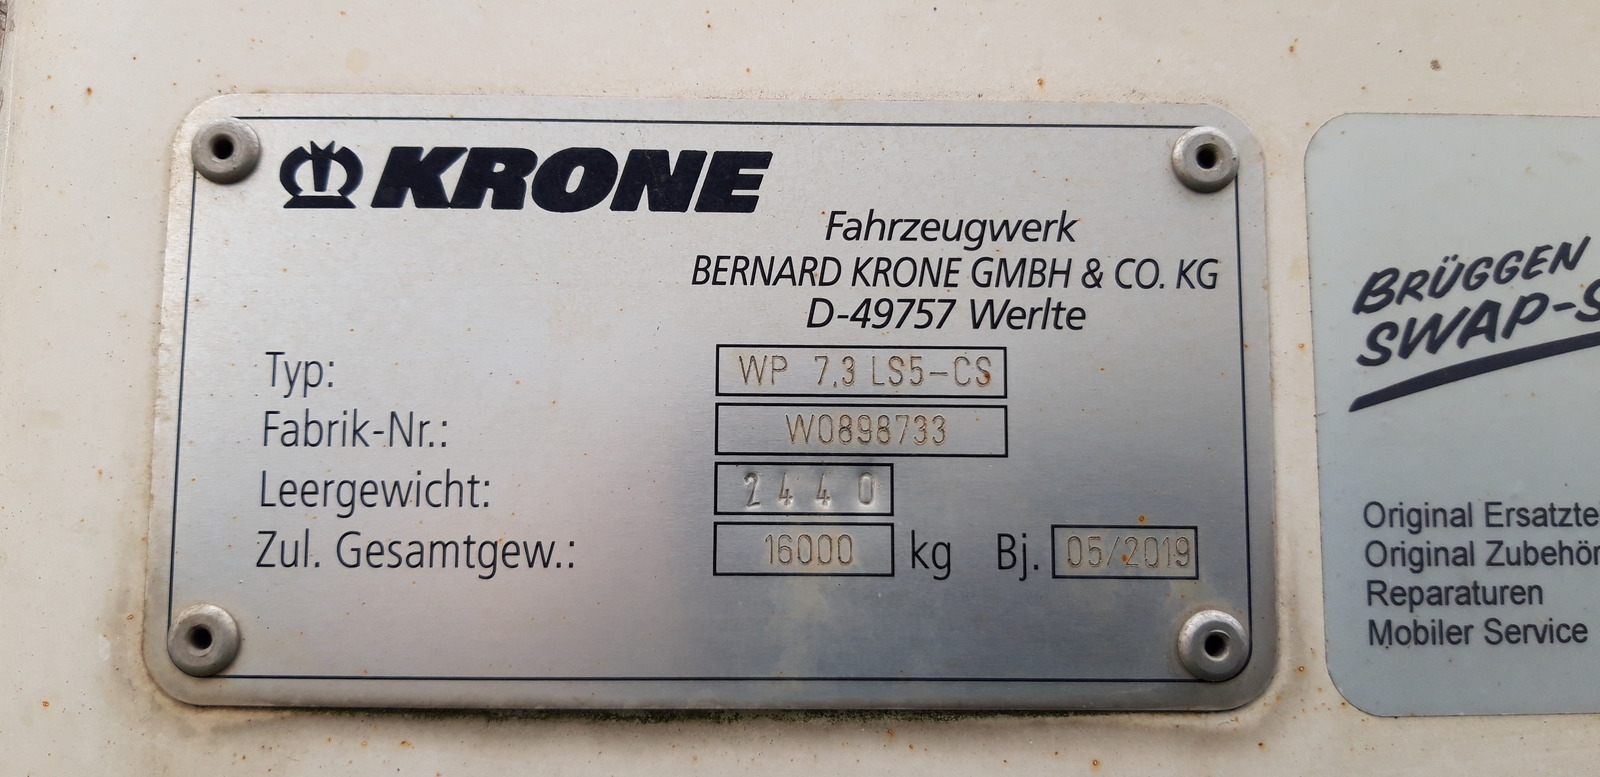 KRONE
Fahrzeugwerk
BERNARD KRONE GMBH & CO. KG
D-49757 Werlte
Typ: WP 7,3 LS5-CS
Fabrik-Nr.: W0898733
Leergewicht: 2440
Zul. Gesamtgew.: 16000 kg Bj. 05/2019
BRÜGGEN
SWAP-S
Original Ersatzte
Original Zubehör
Reparaturen
Mobiler Service